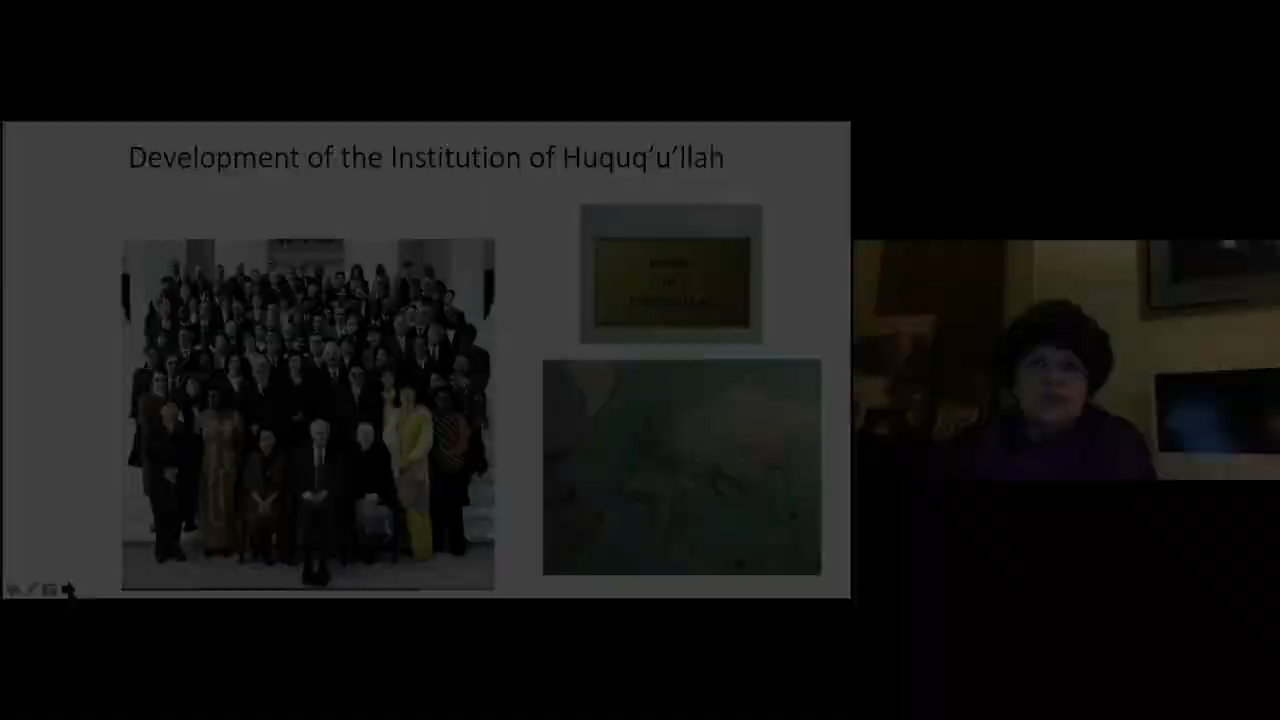 Development of the Institution of Huquq’u’llah